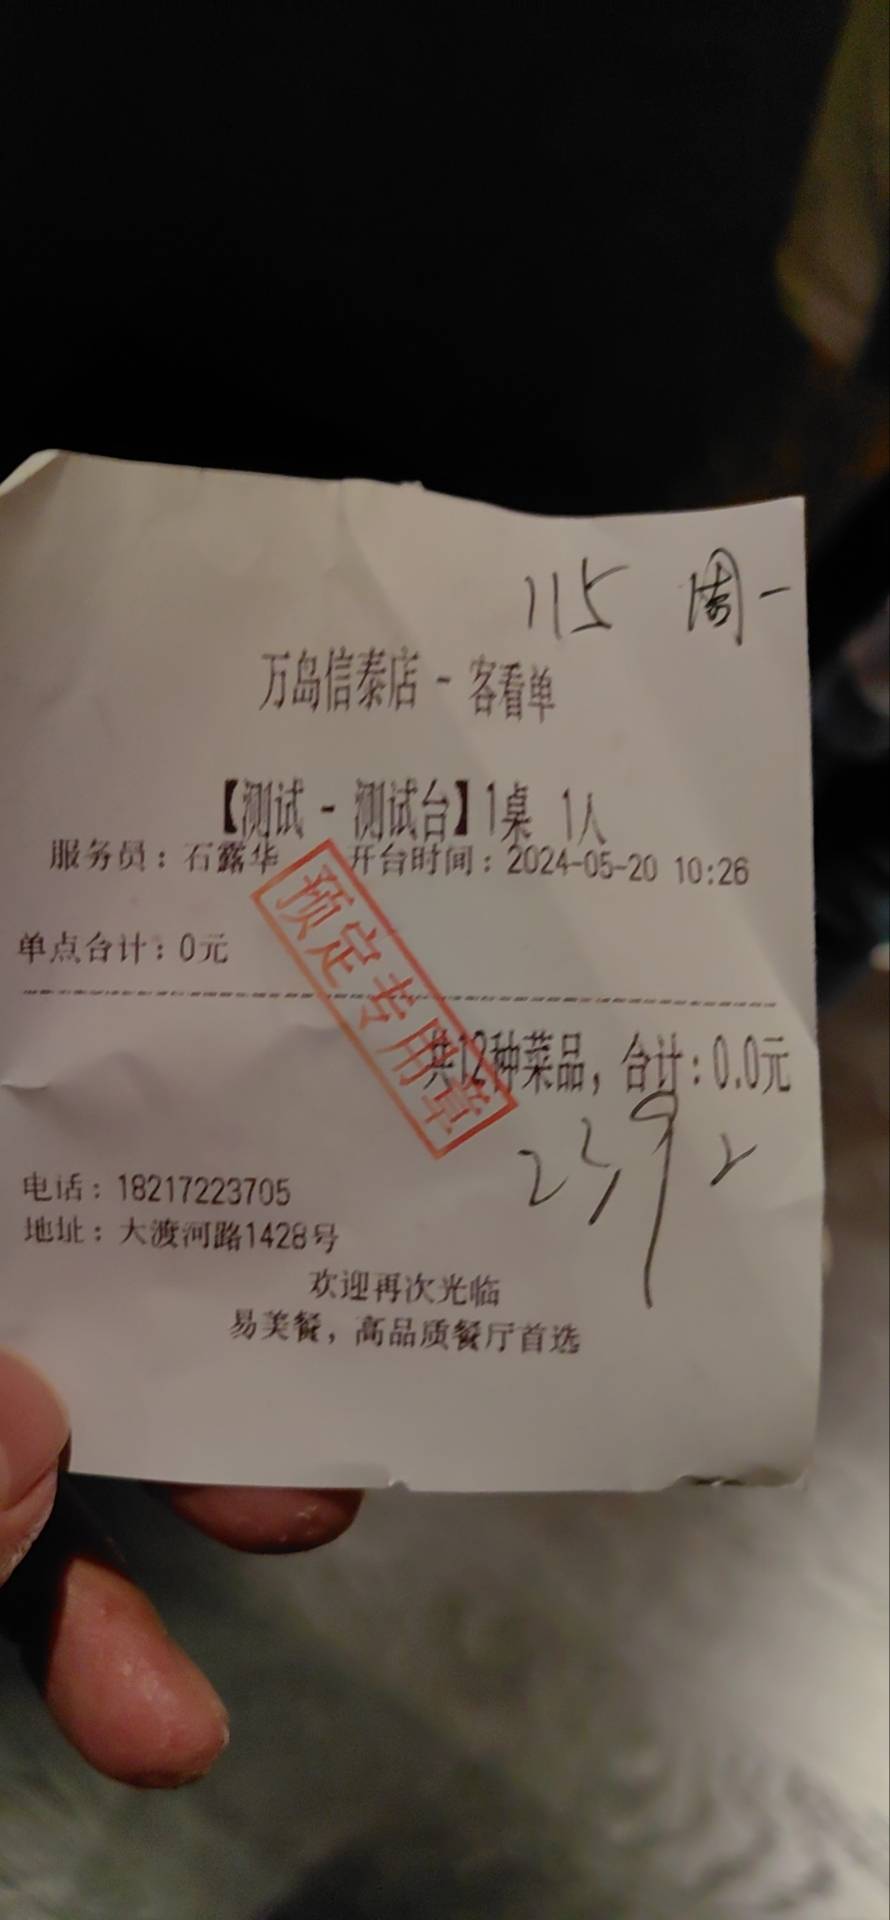 115 周一
万岛信泰店 - 客看单
【测试 - 测试台】1桌 1人
服务员：石露华 开台时间：2024-05-20 10:26
预定专用章
单点合计：0元
共12种菜品，合计：0.0元
电话：18217223705
地址：大渡河路1428号
欢迎再次光临
易美餐，高品质餐厅首选